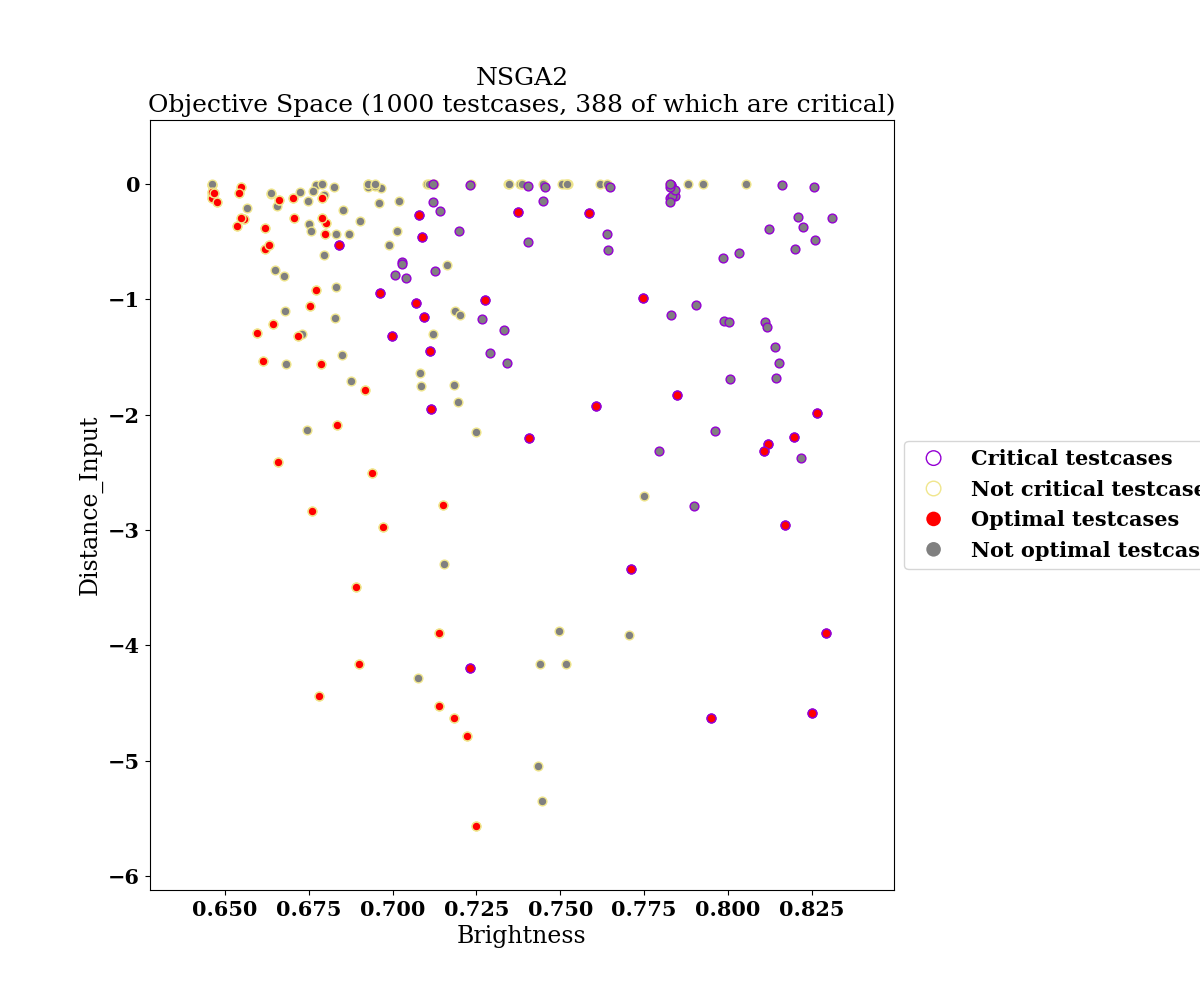 NSGA2
Objective Space (1000 testcases, 388 of which are critical)
0
−1
−2
−3
−4
−5
−6
Distance_Input
0.650 0.675 0.700 0.725 0.750 0.775 0.800 0.825
Brightness
Critical testcases
Not critical testcase
Optimal testcases
Not optimal testcas